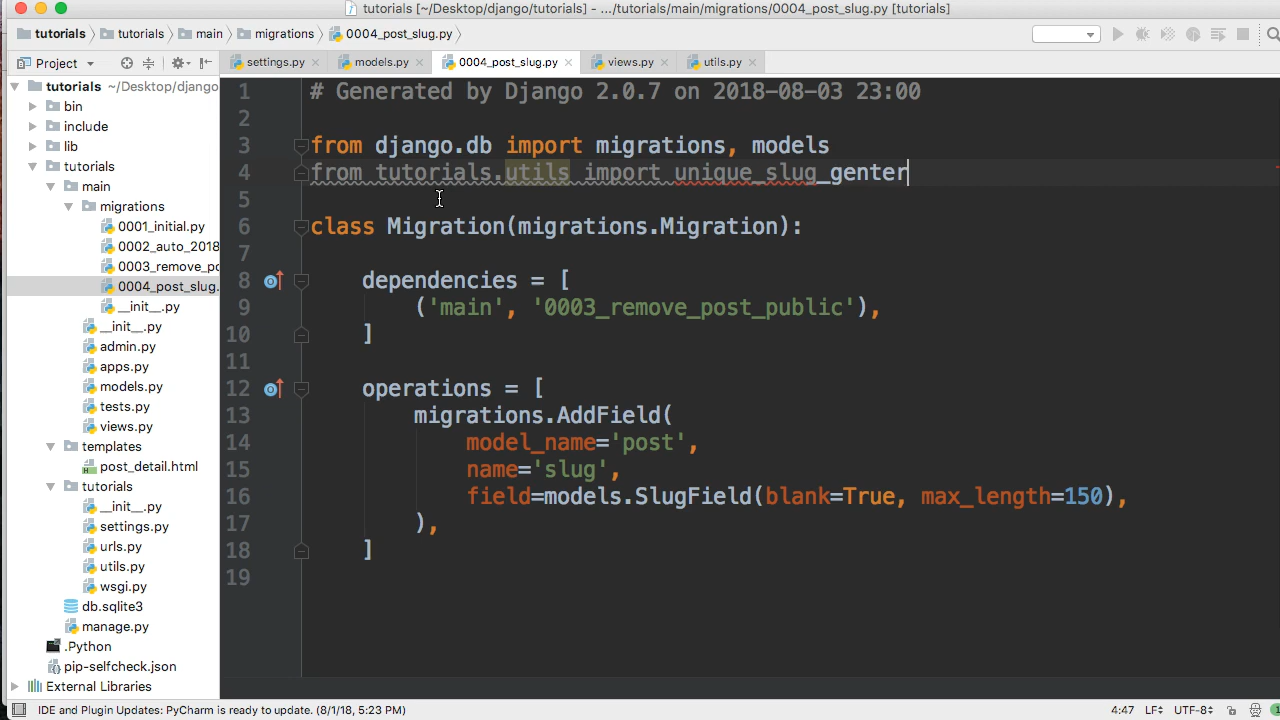 tutorials [~/Desktop/django/tutorials] - .../tutorials/main/migrations/0004_post_slug.py [tutorials]
tutorials tutorials main migrations 0004_post_slug.py
Project settings.py models.py 0004_post_slug.py views.py utils.py
tutorials ~/Desktop/django
bin
include
lib
tutorials
main
migrations
0001_initial.py
0002_auto_2018
0003_remove_po
0004_post_slug.
__init__.py
__init__.py
admin.py
apps.py
models.py
tests.py
views.py
templates
post_detail.html
tutorials
__init__.py
settings.py
urls.py
utils.py
wsgi.py
db.sqlite3
manage.py
.Python
pip-selfcheck.json
External Libraries
1 # Generated by Django 2.0.7 on 2018-08-03 23:00
2
3 from django.db import migrations, models
4 from tutorials.utils import unique_slug_genter
5
6 class Migration(migrations.Migration):
7
8 dependencies = [
9 ('main', '0003_remove_post_public'),
10 ]
11
12 operations = [
13 migrations.AddField(
14 model_name='post',
15 name='slug',
16 field=models.SlugField(blank=True, max_length=150),
17 ),
18 ]
19
IDE and Plugin Updates: PyCharm is ready to update. (8/1/18, 5:23 PM) 4:47 LF UTF-8 1